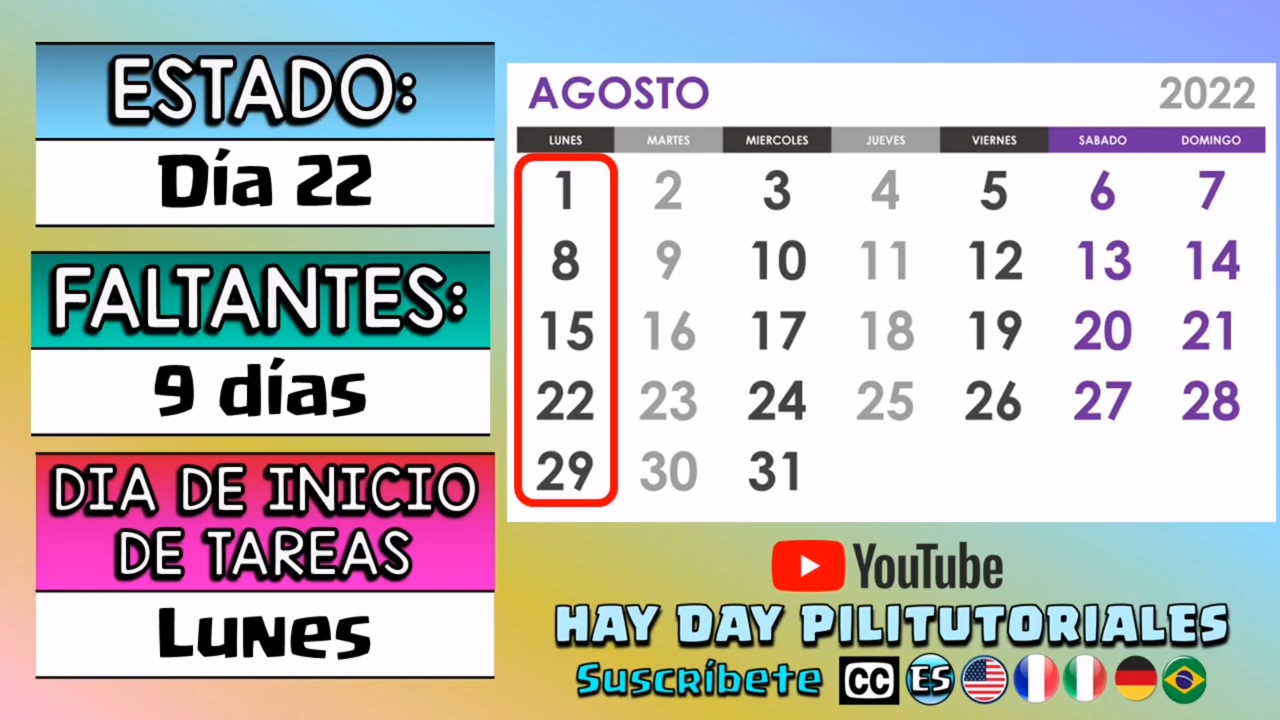 ESTADO:
Día 22
FALTANTES:
9 días
DIA DE INICIO
DE TAREAS
Lunes
AGOSTO 2022
LUNES MARTES MIERCOLES JUEVES VIERNES SABADO DOMINGO
1 2 3 4 5 6 7
8 9 10 11 12 13 14
15 16 17 18 19 20 21
22 23 24 25 26 27 28
29 30 31
YouTube
HAY DAY PILITUTORIALES
Suscríbete CC ES